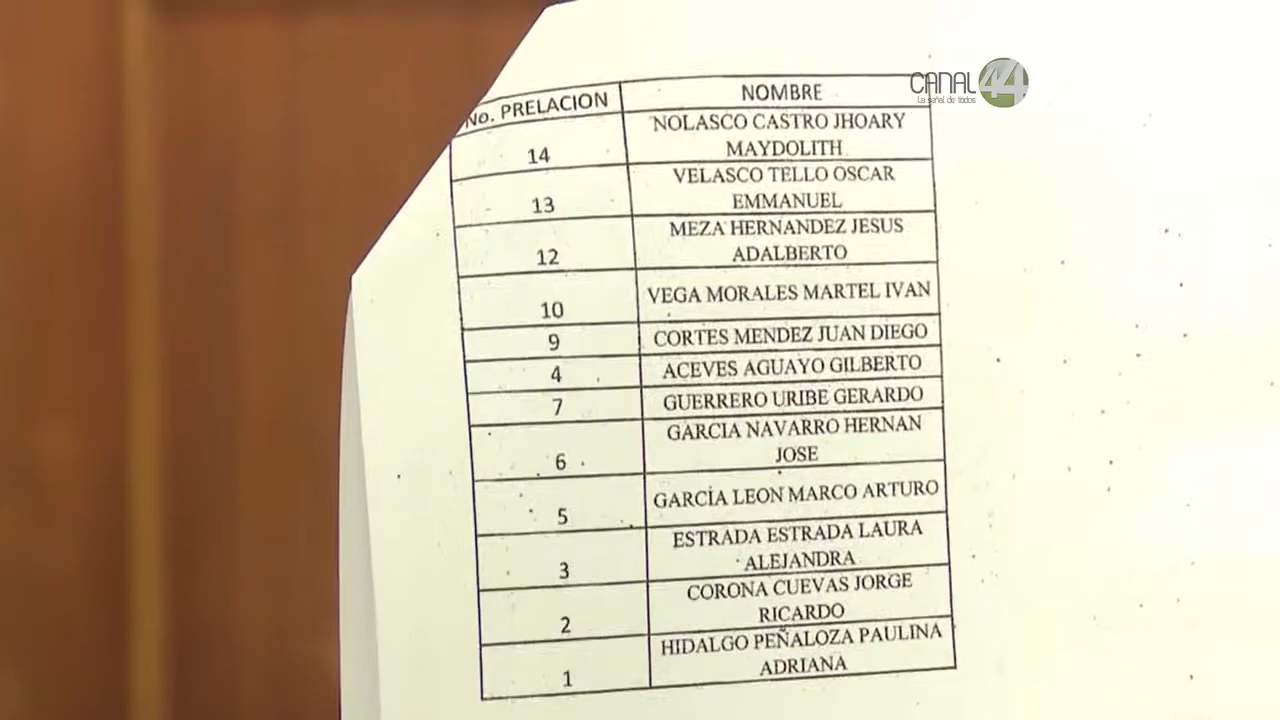 CANAL 44
La señal de todos
No. PRELACION NOMBRE
14 NOLASCO CASTRO JHOARY
MAYDOLITH
13 VELASCO TELLO OSCAR
EMMANUEL
12 MEZA HERNANDEZ JESUS
ADALBERTO
10 VEGA MORALES MARTEL IVAN
9 CORTES MENDEZ JUAN DIEGO
4 ACEVES AGUAYO GILBERTO
7 GUERRERO URIBE GERARDO
6 GARCIA NAVARRO HERNAN
JOSE
5 GARCÍA LEON MARCO ARTURO
3 ESTRADA ESTRADA LAURA
ALEJANDRA
2 CORONA CUEVAS JORGE
RICARDO
1 HIDALGO PEÑALOZA PAULINA
ADRIANA